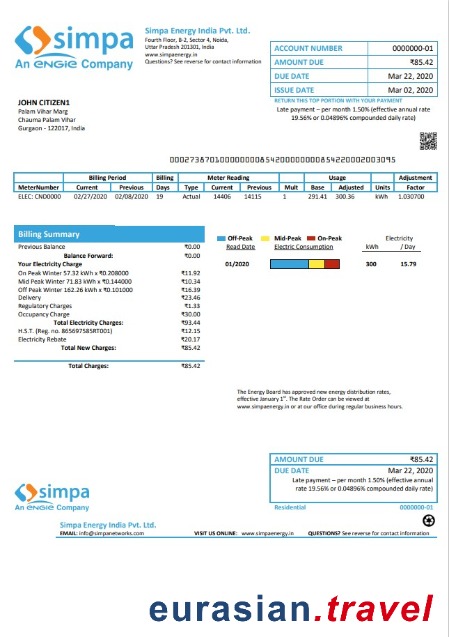 simpa
An ENGIE Company
Simpa Energy India Pvt. Ltd.
Fourth Floor, B-2, Sector 4, Noida,
Uttar Pradesh 201301, India
www.simpaenergy.in
Questions? See reverse for contact information
ACCOUNT NUMBER 0000000-01
AMOUNT DUE ₹85.42
DUE DATE Mar 22, 2020
ISSUE DATE Mar 02, 2020
RETURN THIS TOP PORTION WITH YOUR PAYMENT
Late payment – per month 1.50% (effective annual rate
19.56% or 0.04896% compounded daily rate)
JOHN CITIZEN1
Palam Vihar Marg
Chauma Palam Vihar
Gurgaon - 122017, India
Billing Period Billing Meter Reading Usage Adjustment
MeterNumber Current Previous Days Type Current Previous Mult Base Adjusted Units Factor
ELEC: CND0000 02/27/2020 02/08/2020 19 Actual 14406 14115 1 291.41 300.36 kWh 1.030700
Billing Summary
Previous Balance ₹0.00
Balance Forward: ₹0.00
Your Electricity Charge
On Peak Winter 57.32 kWh x ₹0.208000 ₹11.92
Mid Peak Winter 71.83 kWh x ₹0.144000 ₹10.34
Off Peak Winter 162.26 kWh x ₹0.101000 ₹16.39
Delivery ₹23.46
Regulatory Charges ₹1.33
Occupancy Charge ₹30.00
Total Electricity Charges: ₹93.44
H.S.T. (Reg. no. 865697585RT001) ₹12.15
Electricity Rebate ₹20.17
Total New Charges: ₹85.42
Total Charges: ₹85.42
Off-Peak Mid-Peak On-Peak Electricity
Read Date Electric Consumption kWh / Day
01/2020 300 15.79
The Energy Board has approved new energy distribution rates,
effective January 1st. The Rate Order can be viewed at
www.simpaenergy.in or at our office during regular business hours.
AMOUNT DUE ₹85.42
DUE DATE Mar 22, 2020
Late payment – per month 1.50% (effective annual
rate 19.56% or 0.04896% compounded daily rate)
Residential 0000000-01
simpa
An ENGIE Company
Simpa Energy India Pvt. Ltd.
EMAIL: info@simpanetworks.com VISIT US ONLINE: www.simpaenergy.in QUESTIONS? See reverse for contact information
eurasian.travel